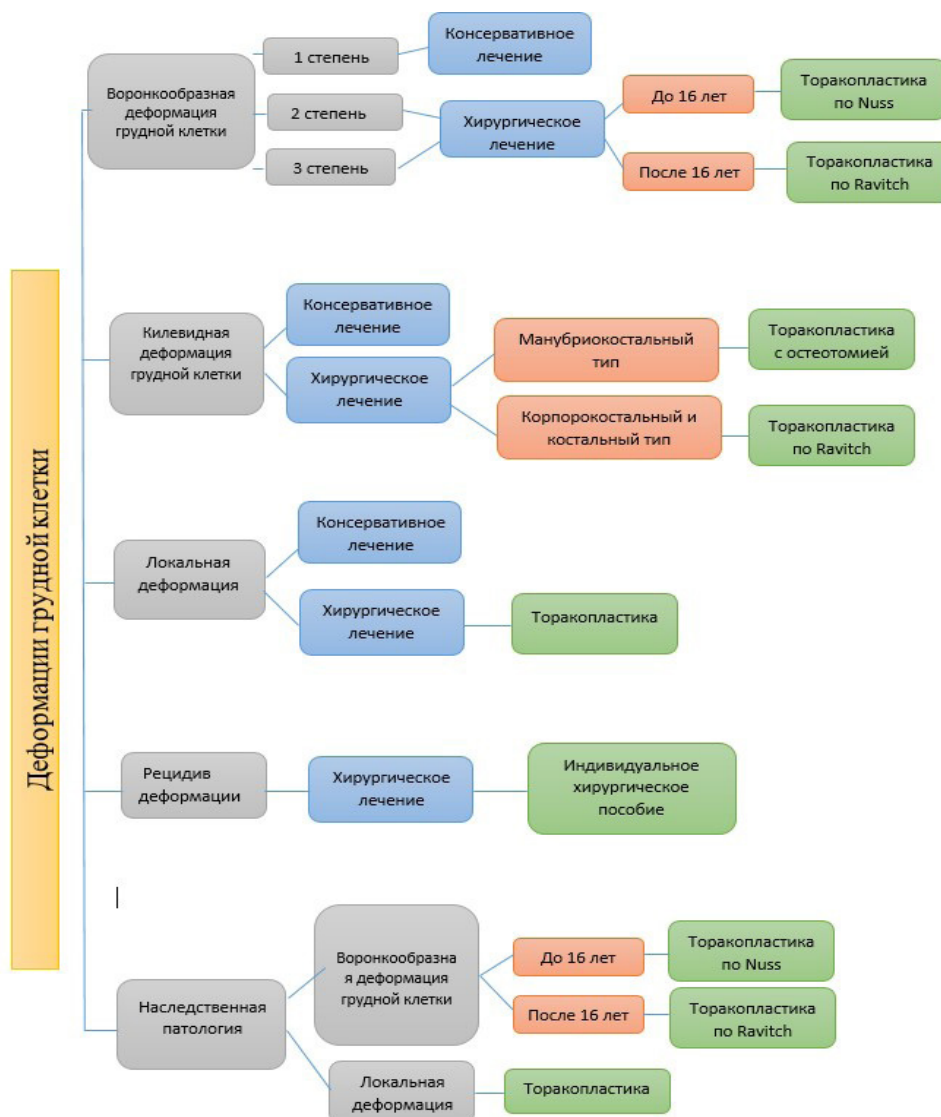 Деформации грудной клетки
Воронкообразная
деформация
грудной клетки
1 степень
2 степень
3 степень
Консервативное
лечение
Хирургическое
лечение
До 16 лет
После 16 лет
Торакопластика
по Nuss
Торакопластика
по Ravitch
Килевидная
деформация
грудной клетки
Консервативное
лечение
Хирургическое
лечение
Манубриокостальный
тип
Корпорокостальный и
костальный тип
Торакопластика
с остеотомией
Торакопластика
по Ravitch
Локальная
деформация
Консервативное
лечение
Хирургическое
лечение
Торакопластика
Рецидив
деформации
Хирургическое
лечение
Индивидуальное
хирургическое
пособие
Наследственная
патология
Воронкообразна
я деформация
грудной клетки
До 16 лет
После 16 лет
Торакопластика
по Nuss
Торакопластика
по Ravitch
Локальная
деформация
Торакопластика